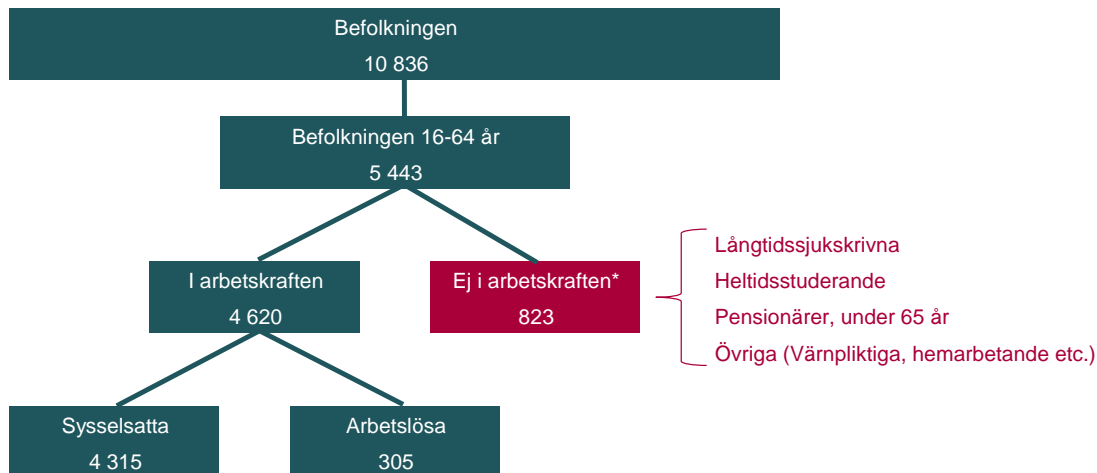 Befolkningen
10 836
Befolkningen 16-64 år
5 443
I arbetskraften
4 620
Ej i arbetskraften*
823
Långtidssjukskrivna
Heltidsstuderande
Pensionärer, under 65 år
Övriga (Värnpliktiga, hemarbetande etc.)
Sysselsatta
4 315
Arbetslösa
305